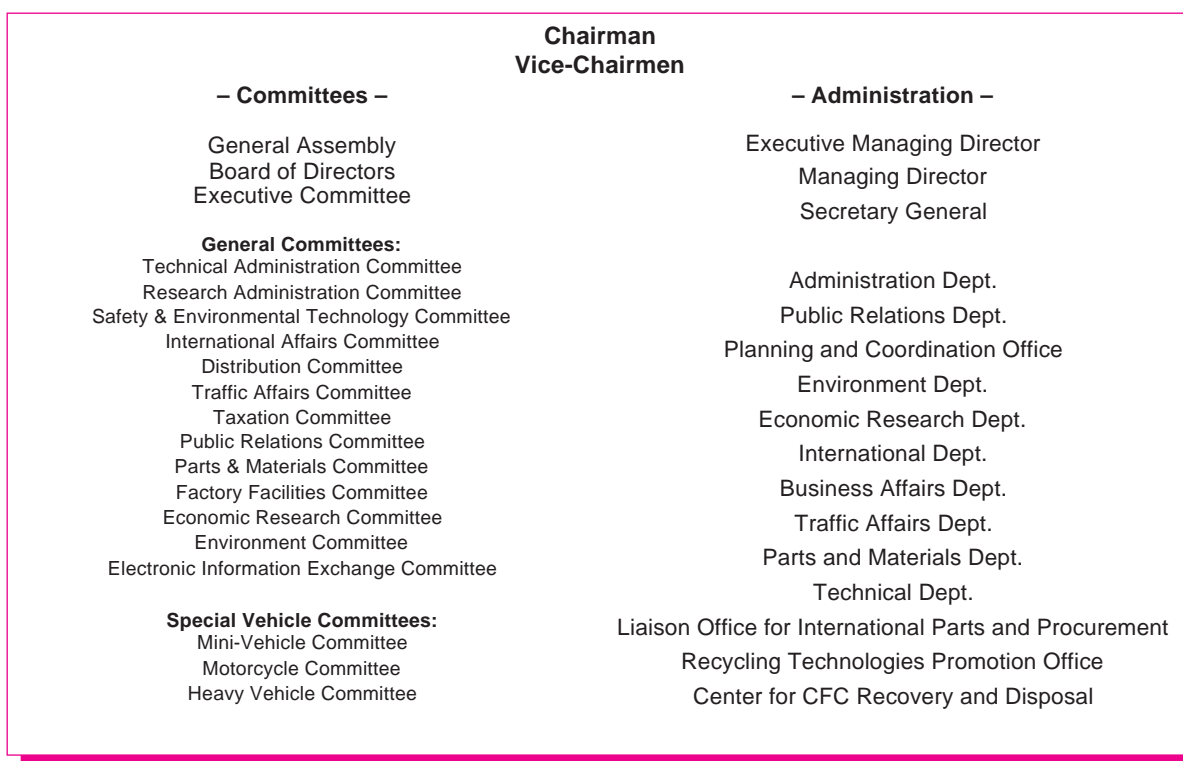 Chairman
Vice-Chairmen
– Committees –
General Assembly
Board of Directors
Executive Committee
General Committees:
Technical Administration Committee
Research Administration Committee
Safety & Environmental Technology Committee
International Affairs Committee
Distribution Committee
Traffic Affairs Committee
Taxation Committee
Public Relations Committee
Parts & Materials Committee
Factory Facilities Committee
Economic Research Committee
Environment Committee
Electronic Information Exchange Committee
Special Vehicle Committees:
Mini-Vehicle Committee
Motorcycle Committee
Heavy Vehicle Committee
– Administration –
Executive Managing Director
Managing Director
Secretary General
Administration Dept.
Public Relations Dept.
Planning and Coordination Office
Environment Dept.
Economic Research Dept.
International Dept.
Business Affairs Dept.
Traffic Affairs Dept.
Parts and Materials Dept.
Technical Dept.
Liaison Office for International Parts and Procurement
Recycling Technologies Promotion Office
Center for CFC Recovery and Disposal